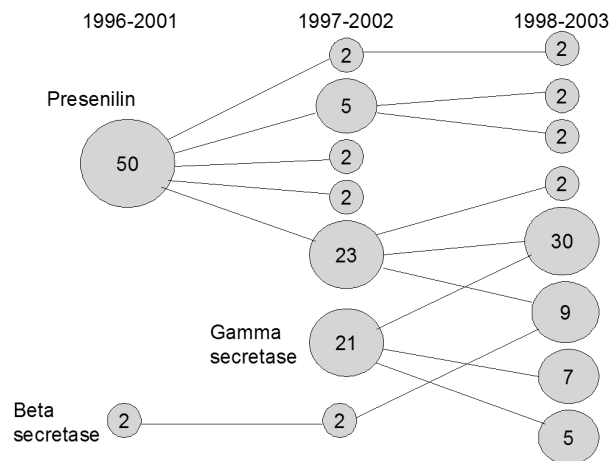 1996-2001 1997-2002 1998-2003
2 2
Presenilin
5 2
50 2 2
2 2
23 30
9
Gamma
secretase
21
7
Beta
secretase
2 2 5